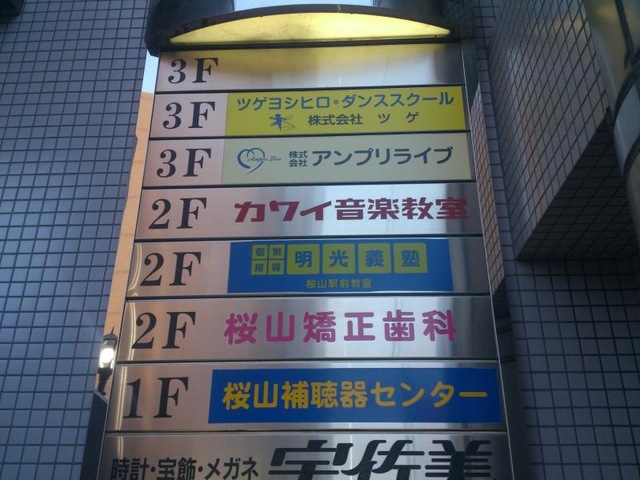 3F
3F ツゲヨシヒロ・ダンススクール
株式会社 ツゲ
3F 株式会社 アンプリライブ
2F カワイ音楽教室
2F 個別指導 明光義塾
桜山駅前教室
2F 桜山矯正歯科
1F 桜山補聴器センター
時計・宝飾・メガネ 宇佐美